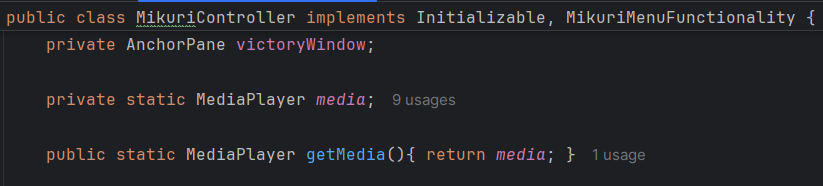 public class MikuriController implements Initializable, MikuriMenuFunctionality {
private AnchorPane victoryWindow;
private static MediaPlayer media; 9 usages
public static MediaPlayer getMedia(){ return media; } 1 usage